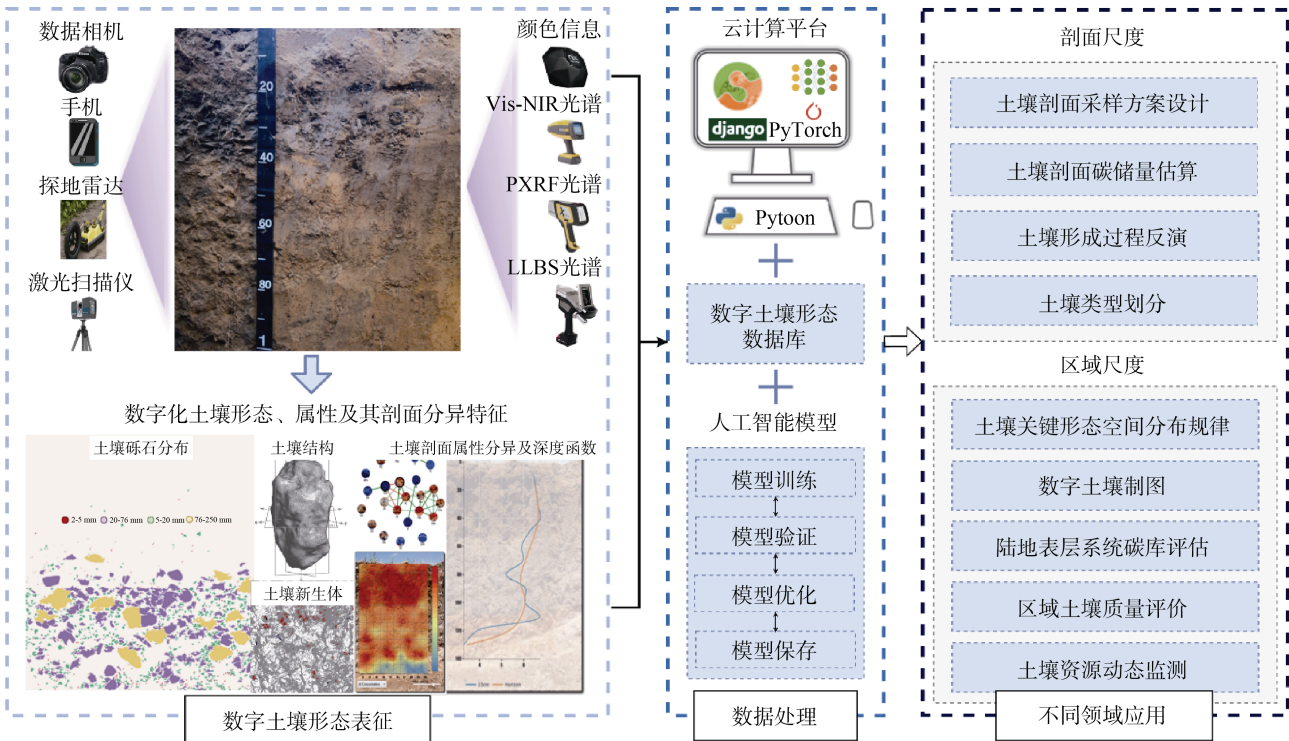 数据相机
手机
探地雷达
激光扫描仪
20
40
60
80
1
颜色信息
Vis-NIR光谱
PXRF光谱
LLBS光谱
数字化土壤形态、属性及其剖面分异特征
土壤砾石分布
2-5 mm 20-76 mm 5-20 mm 76-250 mm
土壤结构
土壤新生体
土壤剖面属性分异及深度函数
数字土壤形态表征
云计算平台
django PyTorch
Pytoon
数字土壤形态
数据库
人工智能模型
模型训练
模型验证
模型优化
模型保存
数据处理
剖面尺度
土壤剖面采样方案设计
土壤剖面碳储量估算
土壤形成过程反演
土壤类型划分
区域尺度
土壤关键形态空间分布规律
数字土壤制图
陆地表层系统碳库评估
区域土壤质量评价
土壤资源动态监测
不同领域应用